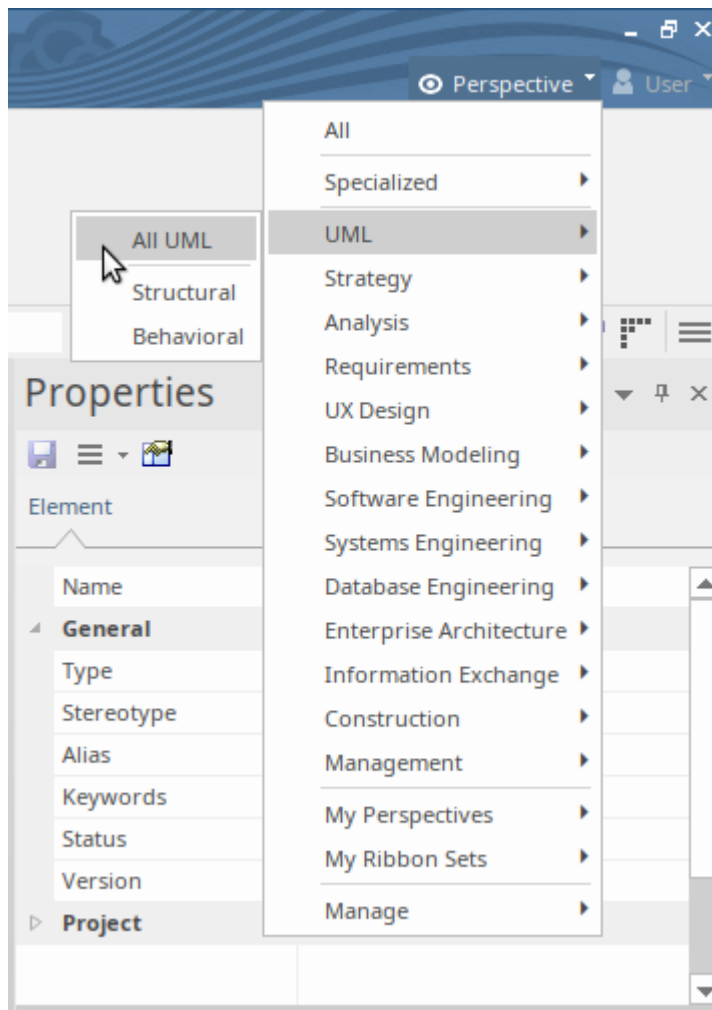 Perspective User
All
Specialized
UML
All UML
Structural
Behavioral
Strategy
Analysis
Requirements
UX Design
Business Modeling
Software Engineering
Systems Engineering
Database Engineering
Enterprise Architecture
Information Exchange
Construction
Management
My Perspectives
My Ribbon Sets
Manage
Properties
Element
Name
General
Type
Stereotype
Alias
Keywords
Status
Version
Project